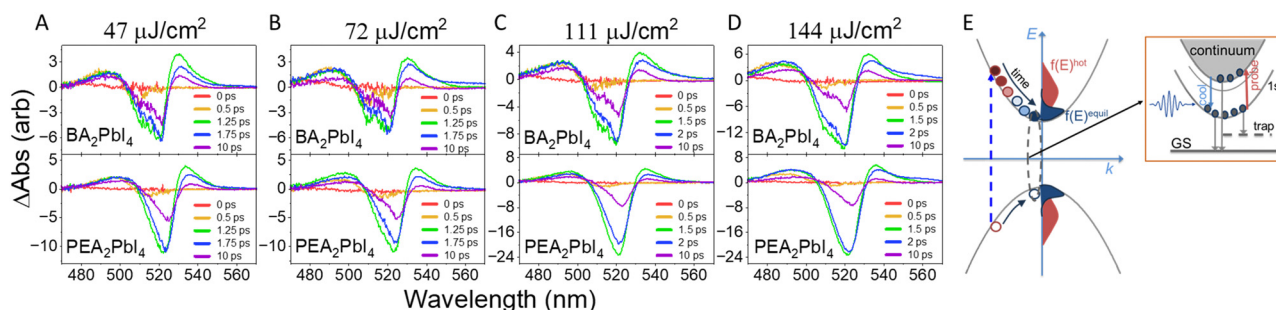 A
47 μJ/cm²
3
0
−3
−6
BA₂PbI₄
0 ps
0.5 ps
1.25 ps
1.75 ps
10 ps
5
0
−5
−10
PEA₂PbI₄
0 ps
0.5 ps
1.25 ps
1.75 ps
10 ps
480 500 520 540 560
B
72 μJ/cm²
3
0
−3
−6
BA₂PbI₄
0 ps
0.5 ps
1.25 ps
1.75 ps
10 ps
5
0
−5
−10
PEA₂PbI₄
0 ps
0.5 ps
1.25 ps
1.75 ps
10 ps
480 500 520 540 560
C
111 μJ/cm²
4
0
−4
−8
BA₂PbI₄
0 ps
0.5 ps
1.5 ps
2 ps
10 ps
8
0
−8
−16
−24
PEA₂PbI₄
0 ps
0.5 ps
1.5 ps
2 ps
10 ps
480 500 520 540 560
D
144 μJ/cm²
6
0
−6
−12
BA₂PbI₄
0 ps
0.5 ps
1.5 ps
2 ps
10 ps
8
0
−8
−16
−24
PEA₂PbI₄
0 ps
0.5 ps
1.5 ps
2 ps
10 ps
480 500 520 540 560
ΔAbs (arb)
Wavelength (nm)
E
E
time
f(E)hot
f(E)equil
k
continuum
cool
probe
1s
trap
GS